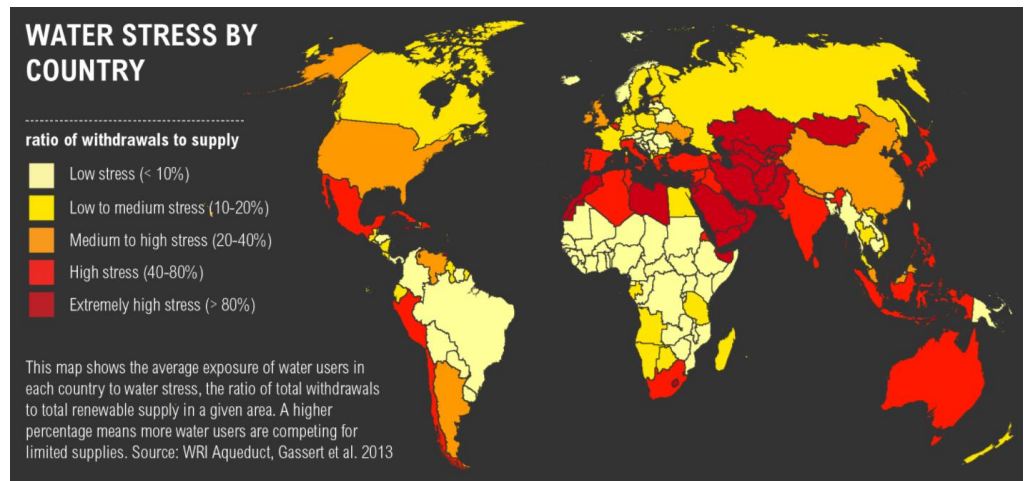 WATER STRESS BY
COUNTRY
ratio of withdrawals to supply
Low stress (< 10%)
Low to medium stress (10-20%)
Medium to high stress (20-40%)
High stress (40-80%)
Extremely high stress (> 80%)
This map shows the average exposure of water users in
each country to water stress, the ratio of total withdrawals
to total renewable supply in a given area. A higher
percentage means more water users are competing for
limited supplies. Source: WRI Aqueduct, Gassert et al. 2013